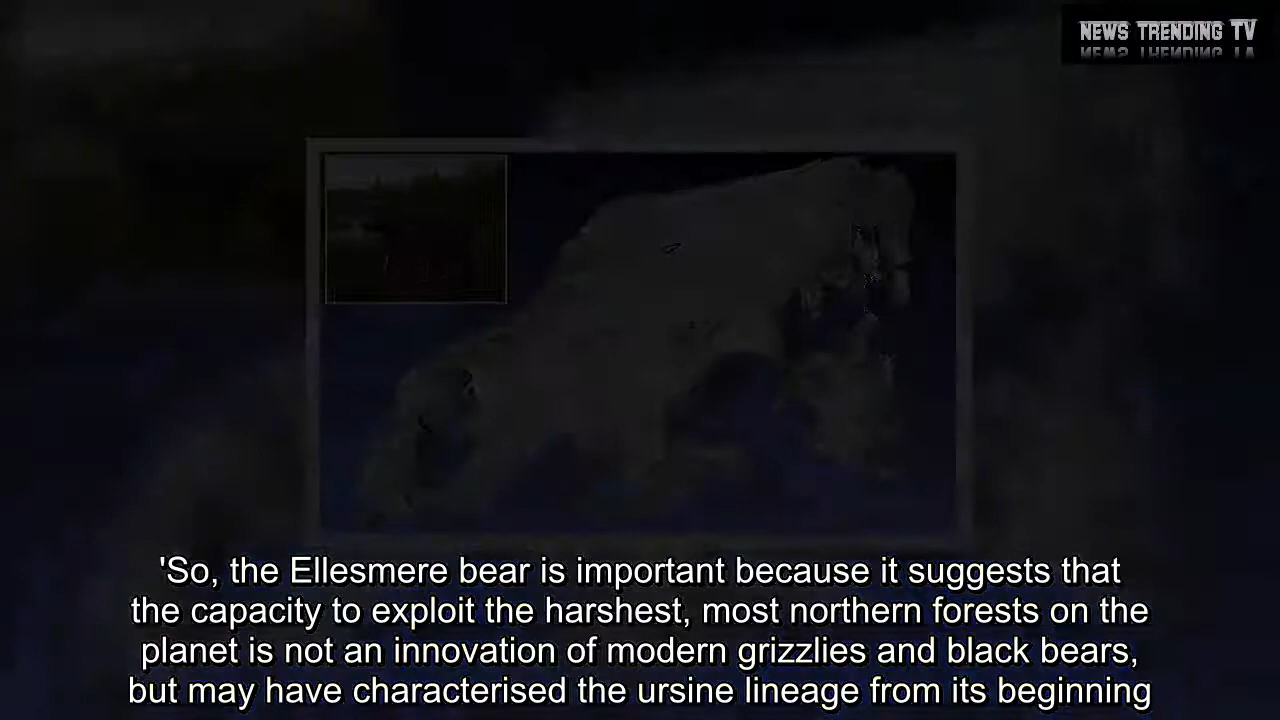 NEWS TRENDING TV
'So, the Ellesmere bear is important because it suggests that
the capacity to exploit the harshest, most northern forests on the
planet is not an innovation of modern grizzlies and black bears,
but may have characterised the ursine lineage from its beginning